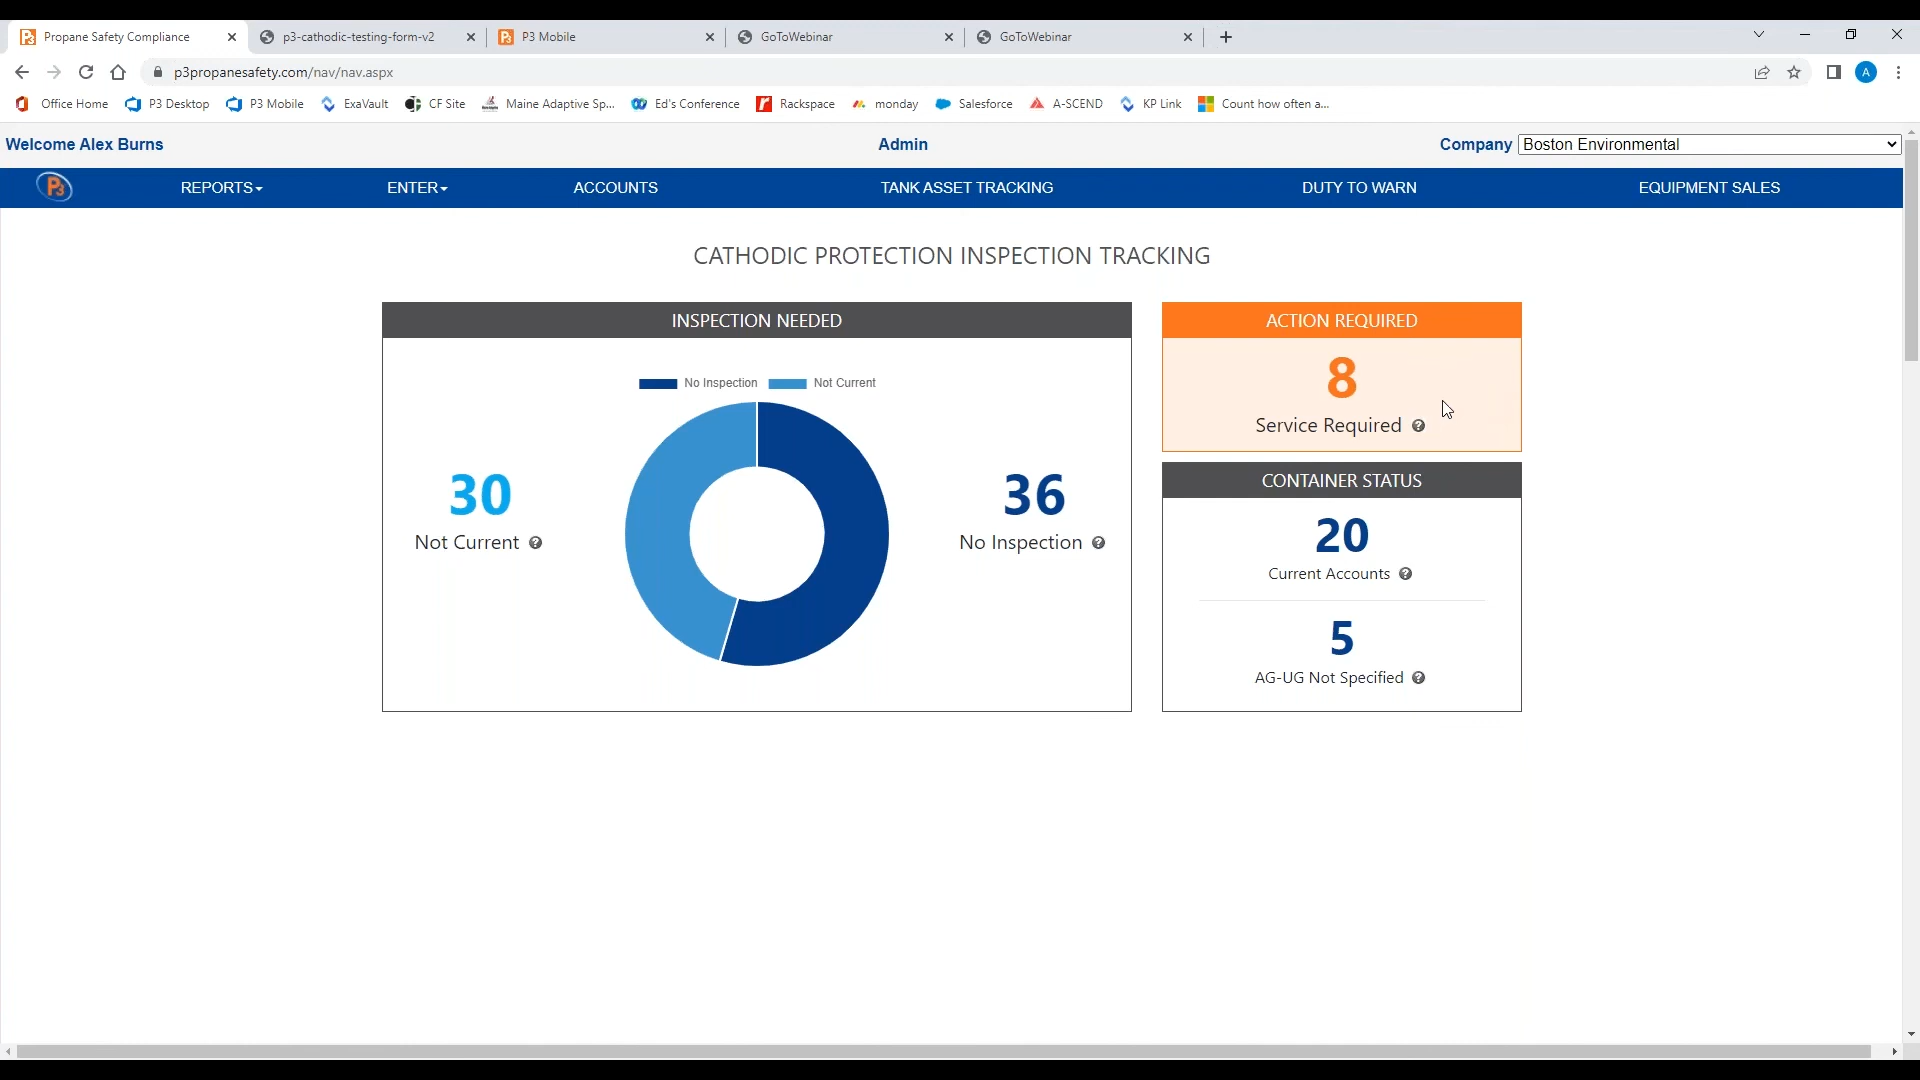 Propane Safety Compliance
p3-cathodic-testing-form-v2
P3 Mobile
GoToWebinar
GoToWebinar
p3propanesafety.com/nav/nav.aspx
A
Office Home
P3 Desktop
P3 Mobile
ExaVault
CF Site
Maine Adaptive Sp...
Ed's Conference
Rackspace
monday
Salesforce
A-SCEND
KP Link
Count how often a...
Welcome Alex Burns
Admin
Company
Boston Environmental
P3
REPORTS
ENTER
ACCOUNTS
TANK ASSET TRACKING
DUTY TO WARN
EQUIPMENT SALES
CATHODIC PROTECTION INSPECTION TRACKING
INSPECTION NEEDED
No Inspection
Not Current
30
Not Current
36
No Inspection
ACTION REQUIRED
8
Service Required
CONTAINER STATUS
20
Current Accounts
5
AG-UG Not Specified